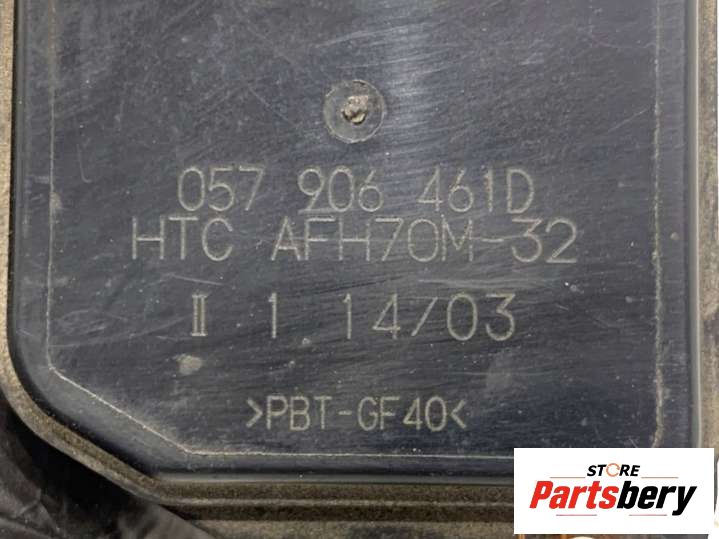 057 906 461D
HTC AFH70M-32
II 1 14/03
>PBT-GF40<
STORE
Partsbery